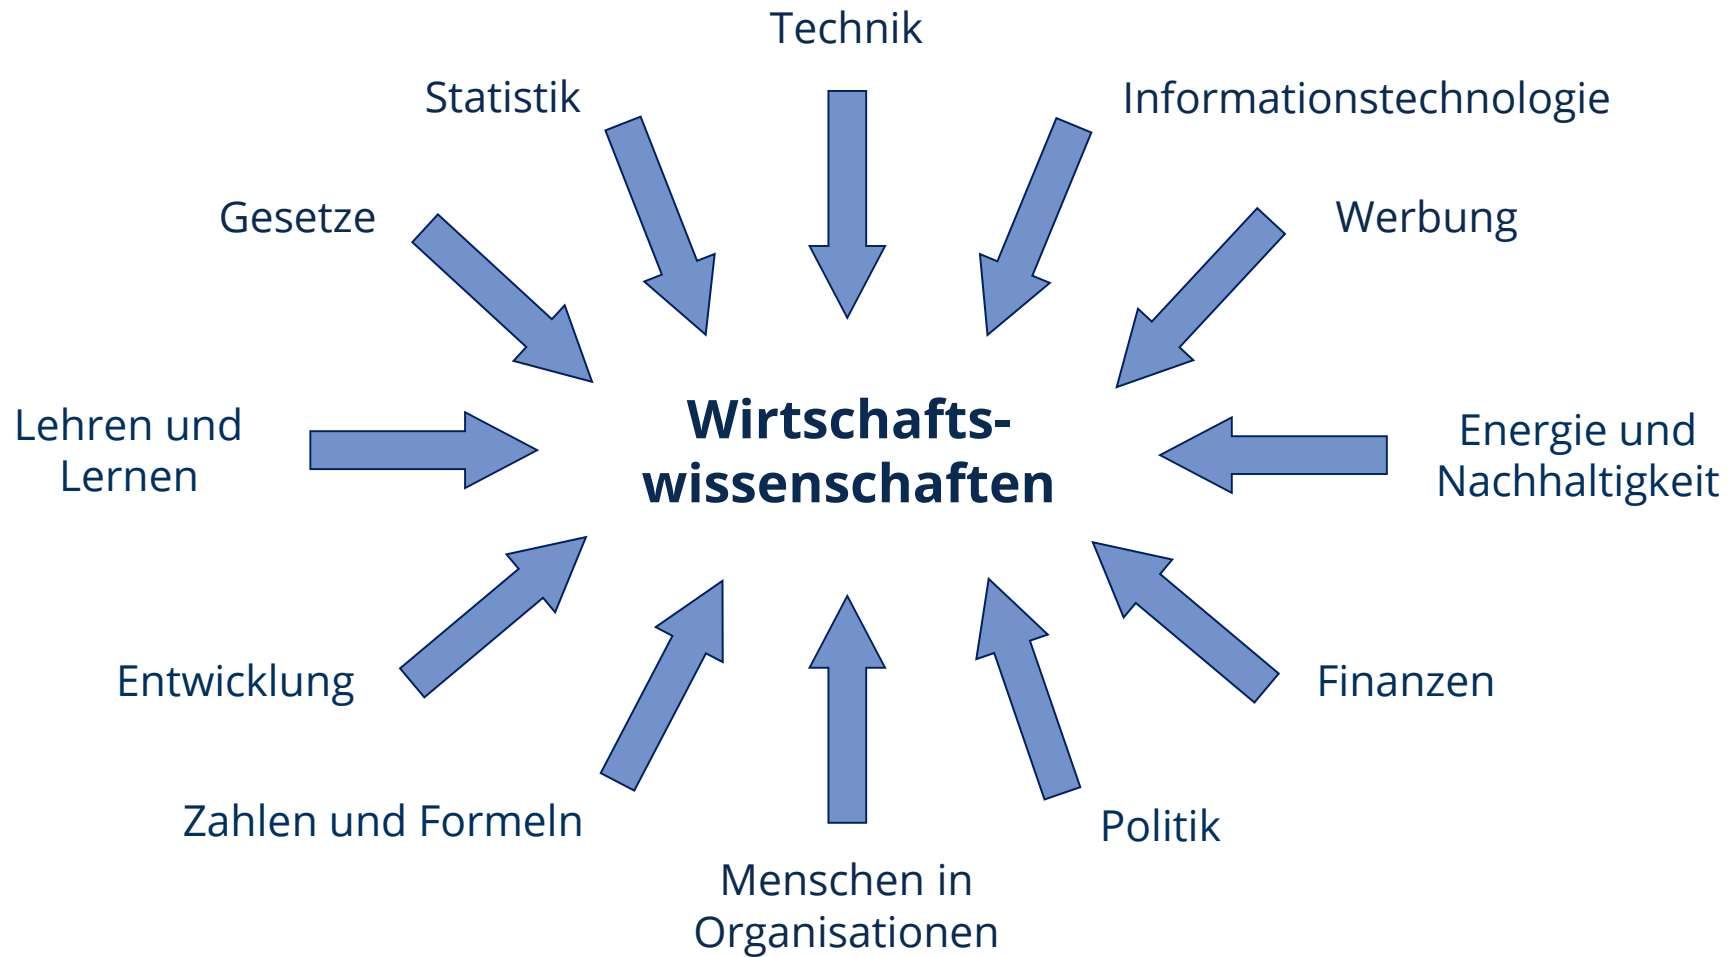 Technik
Statistik
Informationstechnologie
Gesetze
Werbung
Lehren und
Lernen
Wirtschafts-
wissenschaften
Energie und
Nachhaltigkeit
Entwicklung
Finanzen
Zahlen und Formeln
Politik
Menschen in
Organisationen